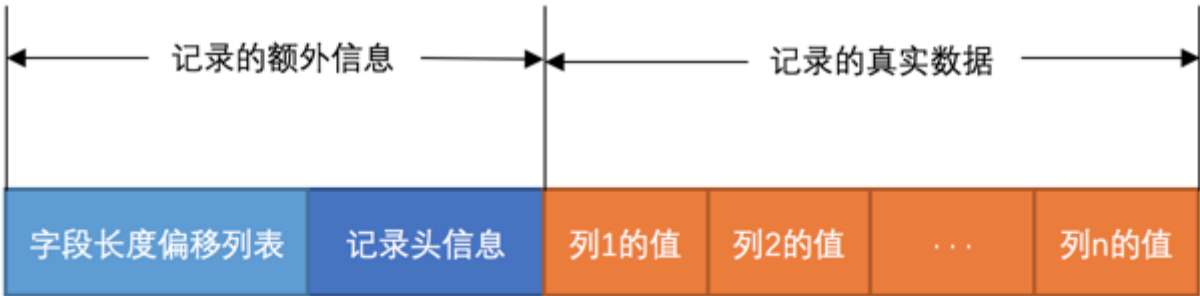 记录的额外信息
记录的真实数据
字段长度偏移列表
记录头信息
列1的值
列2的值
...
列n的值